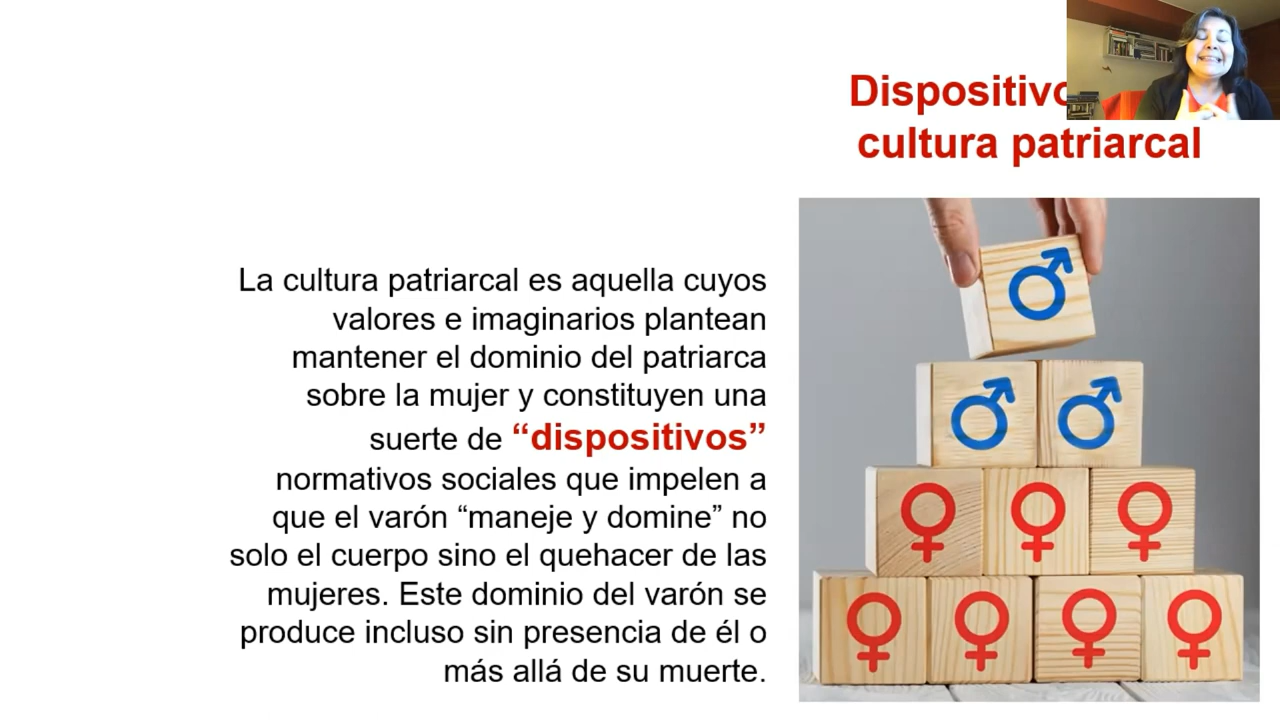 Dispositivo
cultura patriarcal
La cultura patriarcal es aquella cuyos
valores e imaginarios plantean
mantener el dominio del patriarca
sobre la mujer y constituyen una
suerte de “dispositivos”
normativos sociales que impelen a
que el varón “maneje y domine” no
solo el cuerpo sino el quehacer de las
mujeres. Este dominio del varón se
produce incluso sin presencia de él o
más allá de su muerte.